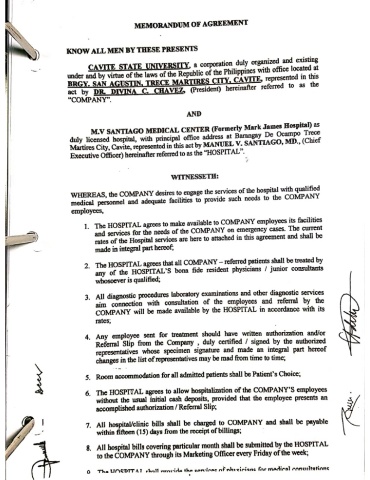 MEMORANDUM OF AGREEMENT
KNOW ALL MEN BY THESE PRESENTS
CAVITE STATE UNIVERSITY, a corporation duly organized and existing
under and by virtue of the laws of the Republic of the Philippines with office located at
BRGY. SAN AGUSTIN, TRECE MARTIRES CITY, CAVITE, represented in this
act by DR. DIVINA C. CHAVEZ, (President) hereinafter referred to as the
"COMPANY".
AND
M.V SANTIAGO MEDICAL CENTER (Formerly Mark James Hospital) as
duly licensed hospital, with principal office address at Barangay De Ocampo Trece
Martires City, Cavite, represented in this act by MANUEL V. SANTIAGO, MD., (Chief
Executive Officer) hereinafter referred to as the "HOSPITAL".
WITNESSETH:
WHEREAS, the COMPANY desires to engage the services of the hospital with qualified
medical personnel and adequate facilities to provide such needs to the COMPANY
employees,
1. The HOSPITAL agrees to make available to COMPANY employees its facilities
and services for the needs of the COMPANY on emergency cases. The current
rates of the Hospital services are here to attached in this agreement and shall be
made in integral part hereof;
2. The HOSPITAL agrees that all COMPANY – referred patients shall be treated by
any of the HOSPITAL'S bona fide resident physicians / junior consultants
whosoever is qualified;
3. All diagnostic procedures laboratory examinations and other diagnostic services
aim connection with consultation of the employees and referral by the
COMPANY will be made available by the HOSPITAL in accordance with its
rates;
4. Any employee sent for treatment should have written authorization and/or
Referral Slip from the Company , duly certified / signed by the authorized
representatives whose specimen signature and made an integral part hereof
changes in the list of representatives may be mad from time to time;
5. Room accommodation for all admitted patients shall be Patient's Choice;
6. The HOSPITAL agrees to allow hospitalization of the COMPANY'S employees
without the usual initial cash deposits, provided that the employee presents an
accomplished authorization / Referral Slip;
7. All hospital/clinic bills shall be charged to COMPANY and shall be payable
within fifteen (15) days from the receipt of billings;
8. All hospital bills covering particular month shall be submitted by the HOSPITAL
to the COMPANY through its Marketing Officer every Friday of the week;
9. The HOSPITAL shall provide the services of physicians for medical consultations